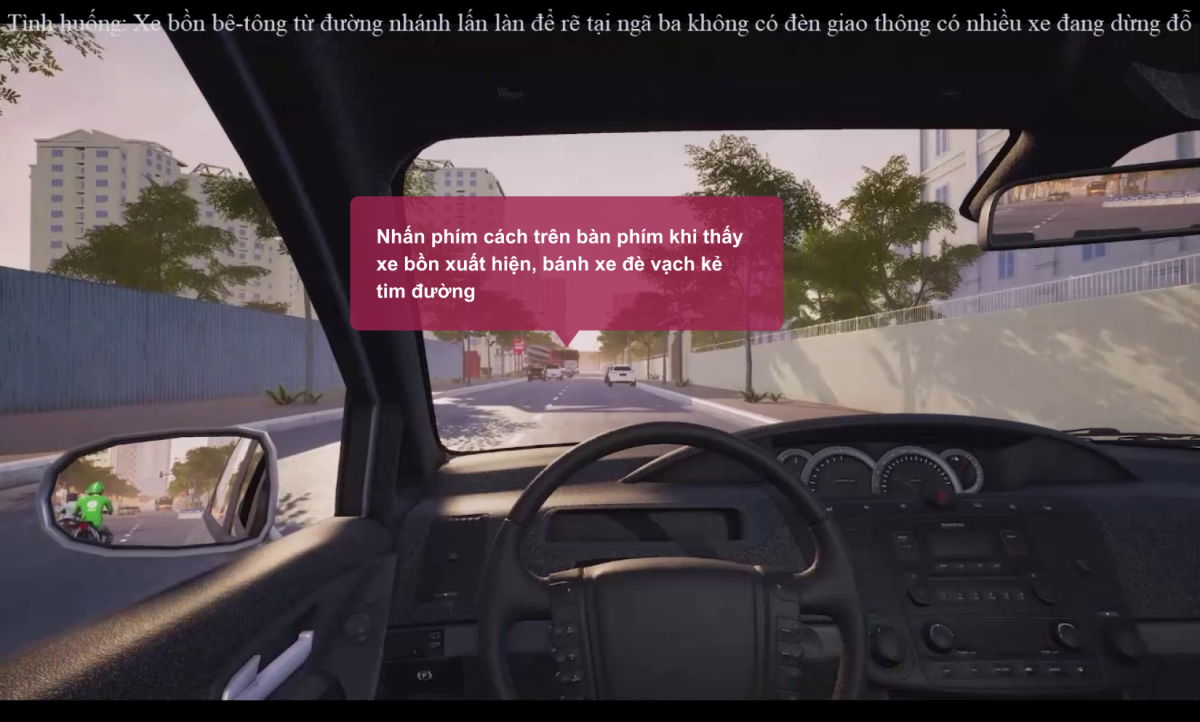 Tình huống: Xe bồn bê-tông từ đường nhánh lấn làn để rẽ tại ngã ba không có đèn giao thông có nhiều xe đang dừng đỗ
Nhấn phím cách trên bàn phím khi thấy
xe bồn xuất hiện, bánh xe đè vạch kẻ
tim đường